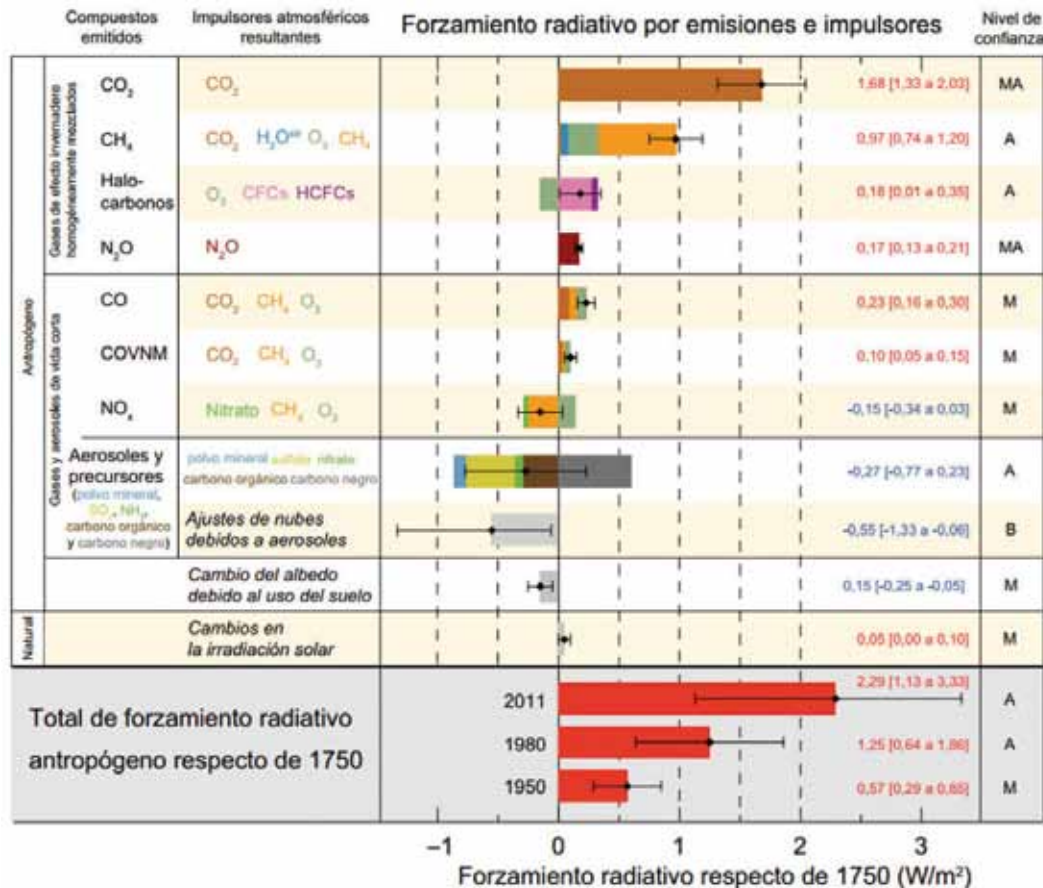 Compuestos emitidos
Impulsores atmosféricos resultantes
Forzamiento radiativo por emisiones e impulsores
Nivel de confianza
Antropógeno
Gases de efecto invernadero homogéneamente mezclados
CO₂ CO₂ 1,68 [1,33 a 2,03] MA
CH₄ CO₂ H₂Oᵉˢᵗ O₃ CH₄ 0,97 [0,74 a 1,20] A
Halo-
carbonos O₃ CFCs HCFCs 0,18 [0,01 a 0,35] A
N₂O N₂O 0,17 [0,13 a 0,21] MA
Gases y aerosoles de vida corta
CO CO₂ CH₄ O₃ 0,23 [0,16 a 0,30] M
COVNM CO₂ CH₄ O₃ 0,10 [0,05 a 0,15] M
NOₓ Nitrato CH₄ O₃ -0,15 [-0,34 a 0,03] M
Aerosoles y
precursores
(polvo mineral,
SO₂, NH₃,
carbono orgánico
y carbono negro)
polvo mineral sulfato nitrato
carbono orgánico carbono negro
-0,27 [-0,77 a 0,23] A
Ajustes de nubes
debidos a aerosoles
-0,55 [-1,33 a -0,06] B
Cambio del albedo
debido al uso del suelo
0,15 [-0,25 a -0,05] M
Natural
Cambios en
la irradiación solar
0,05 [0,00 a 0,10] M
Total de forzamiento radiativo
antropógeno respecto de 1750
2011 2,29 [1,13 a 3,33] A
1980 1,25 [0,64 a 1,86] A
1950 0,57 [0,29 a 0,85] M
−1 0 1 2 3
Forzamiento radiativo respecto de 1750 (W/m²)